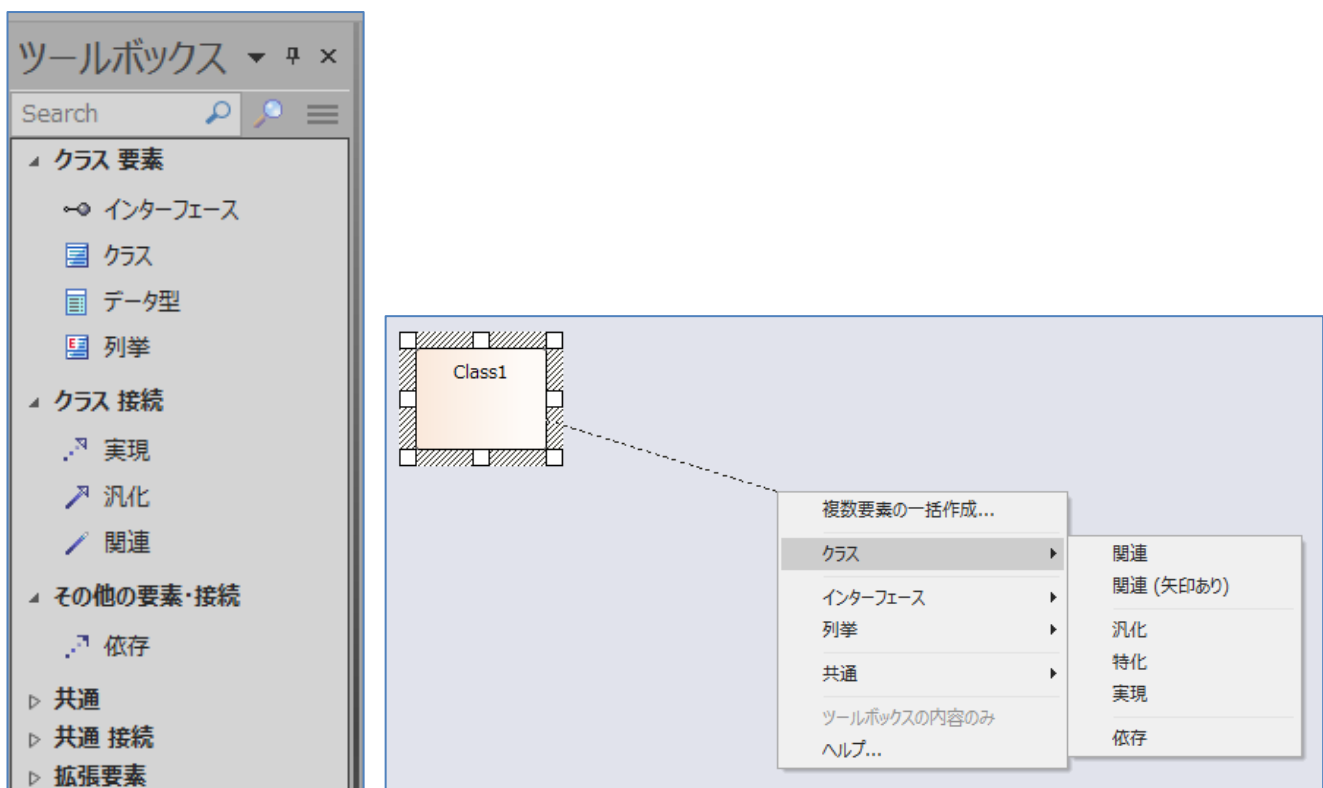 ツールボックス
Search
クラス 要素
インターフェース
クラス
データ型
列挙
クラス 接続
実現
汎化
関連
その他の要素・接続
依存
共通
共通 接続
拡張要素
Class1
複数要素の一括作成...
クラス
インターフェース
列挙
共通
ツールボックスの内容のみ
ヘルプ...
関連
関連 (矢印あり)
汎化
特化
実現
依存